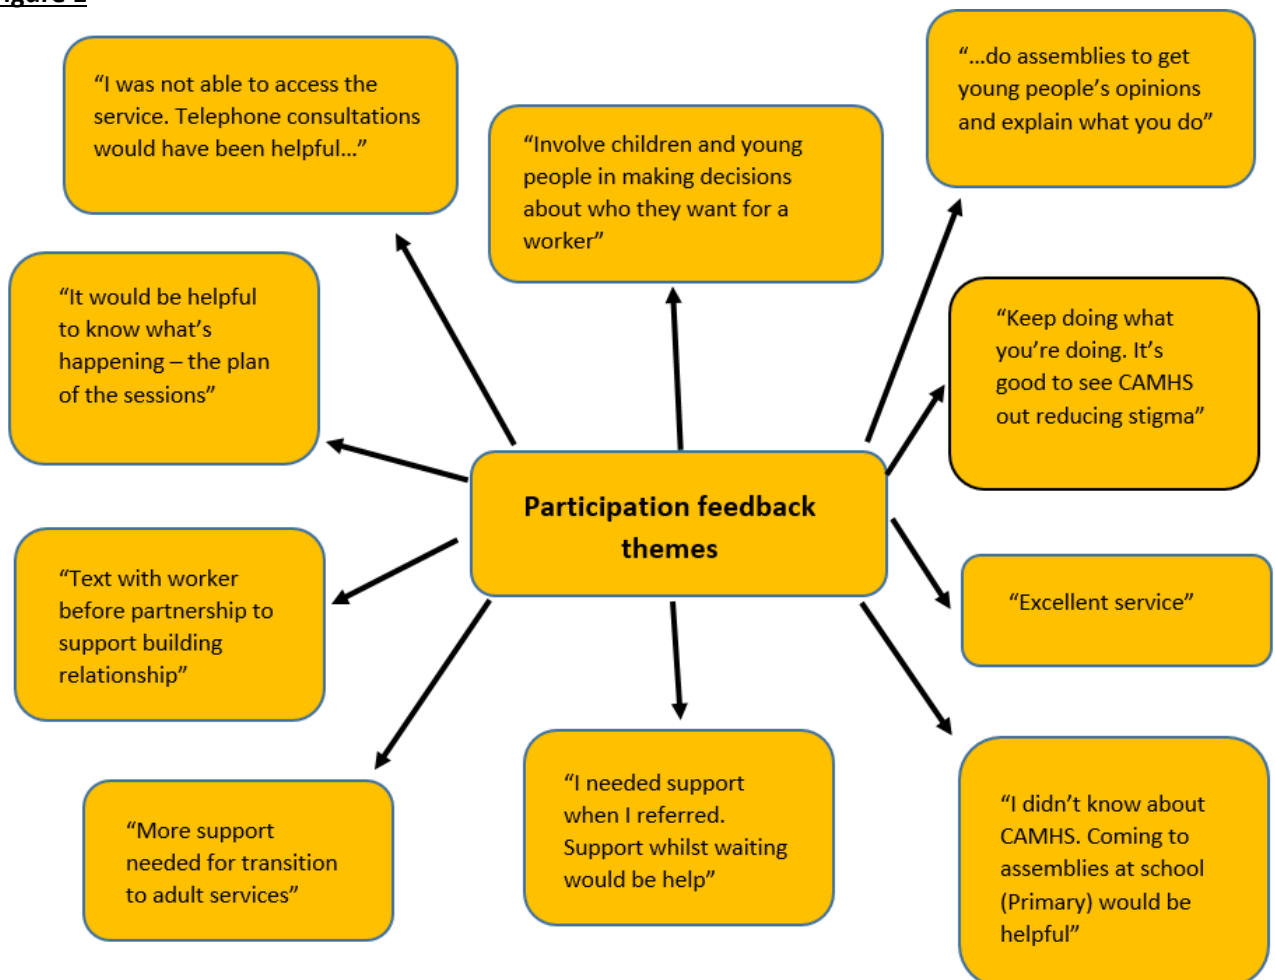 “I was not able to access the
service. Telephone consultations
would have been helpful…”
“Involve children and young
people in making decisions
about who they want for a
worker”
“…do assemblies to get
young people’s opinions
and explain what you do”
“It would be helpful
to know what’s
happening – the plan
of the sessions”
“Keep doing what
you’re doing. It’s
good to see CAMHS
out reducing stigma”
Participation feedback
themes
“Text with worker
before partnership to
support building
relationship”
“Excellent service”
“More support
needed for transition
to adult services”
“I needed support
when I referred.
Support whilst waiting
would be help”
“I didn’t know about
CAMHS. Coming to
assemblies at school
(Primary) would be
helpful”